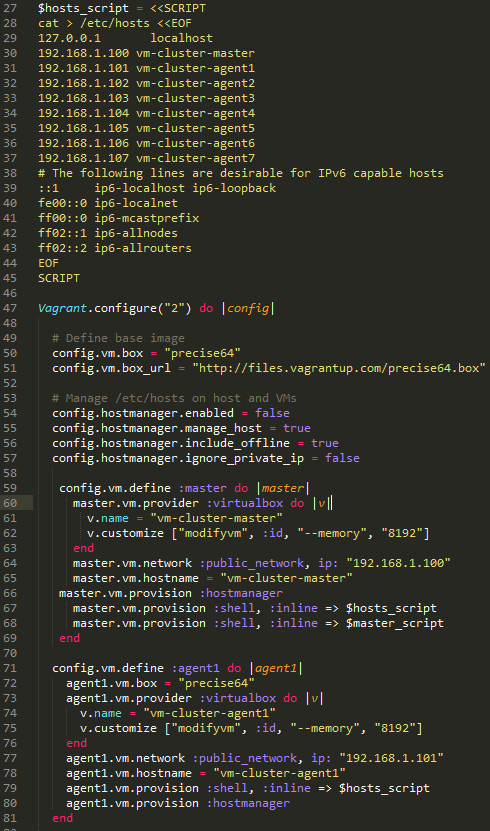 27 $hosts_script = <<SCRIPT
28 cat > /etc/hosts <<EOF
29 127.0.0.1       localhost
30 192.168.1.100 vm-cluster-master
31 192.168.1.101 vm-cluster-agent1
32 192.168.1.102 vm-cluster-agent2
33 192.168.1.103 vm-cluster-agent3
34 192.168.1.104 vm-cluster-agent4
35 192.168.1.105 vm-cluster-agent5
36 192.168.1.106 vm-cluster-agent6
37 192.168.1.107 vm-cluster-agent7
38 # The following lines are desirable for IPv6 capable hosts
39 ::1     ip6-localhost ip6-loopback
40 fe00::0 ip6-localnet
41 ff00::0 ip6-mcastprefix
42 ff02::1 ip6-allnodes
43 ff02::2 ip6-allrouters
44 EOF
45 SCRIPT
46
47 Vagrant.configure("2") do |config|
48
49   # Define base image
50   config.vm.box = "precise64"
51   config.vm.box_url = "http://files.vagrantup.com/precise64.box"
52
53   # Manage /etc/hosts on host and VMs
54   config.hostmanager.enabled = false
55   config.hostmanager.manage_host = true
56   config.hostmanager.include_offline = true
57   config.hostmanager.ignore_private_ip = false
58
59    config.vm.define :master do |master|
60      master.vm.provider :virtualbox do |v|
61        v.name = "vm-cluster-master"
62        v.customize ["modifyvm", :id, "--memory", "8192"]
63      end
64      master.vm.network :public_network, ip: "192.168.1.100"
65      master.vm.hostname = "vm-cluster-master"
66    master.vm.provision :hostmanager
67      master.vm.provision :shell, :inline => $hosts_script
68      master.vm.provision :shell, :inline => $master_script
69    end
70
71   config.vm.define :agent1 do |agent1|
72     agent1.vm.box = "precise64"
73     agent1.vm.provider :virtualbox do |v|
74       v.name = "vm-cluster-agent1"
75       v.customize ["modifyvm", :id, "--memory", "8192"]
76     end
77     agent1.vm.network :public_network, ip: "192.168.1.101"
78     agent1.vm.hostname = "vm-cluster-agent1"
79     agent1.vm.provision :shell, :inline => $hosts_script
80     agent1.vm.provision :hostmanager
81   end